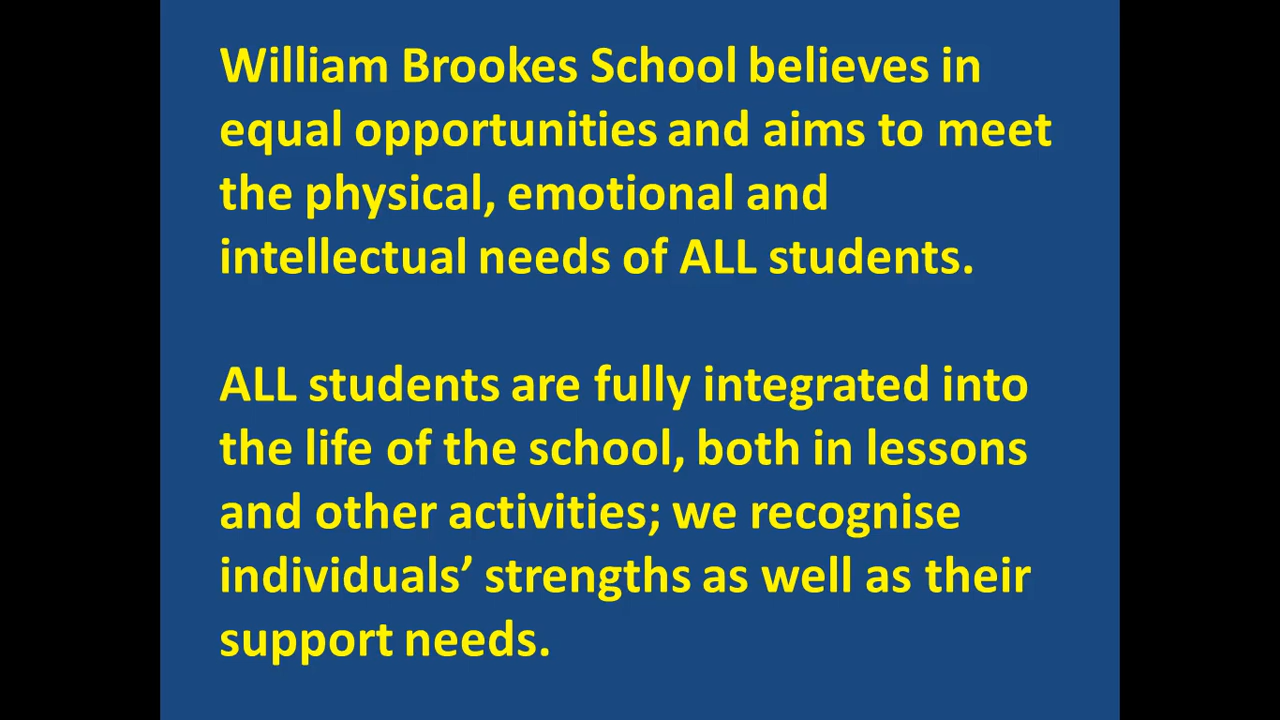 William Brookes School believes in
equal opportunities and aims to meet
the physical, emotional and
intellectual needs of ALL students.
ALL students are fully integrated into
the life of the school, both in lessons
and other activities; we recognise
individuals’ strengths as well as their
support needs.